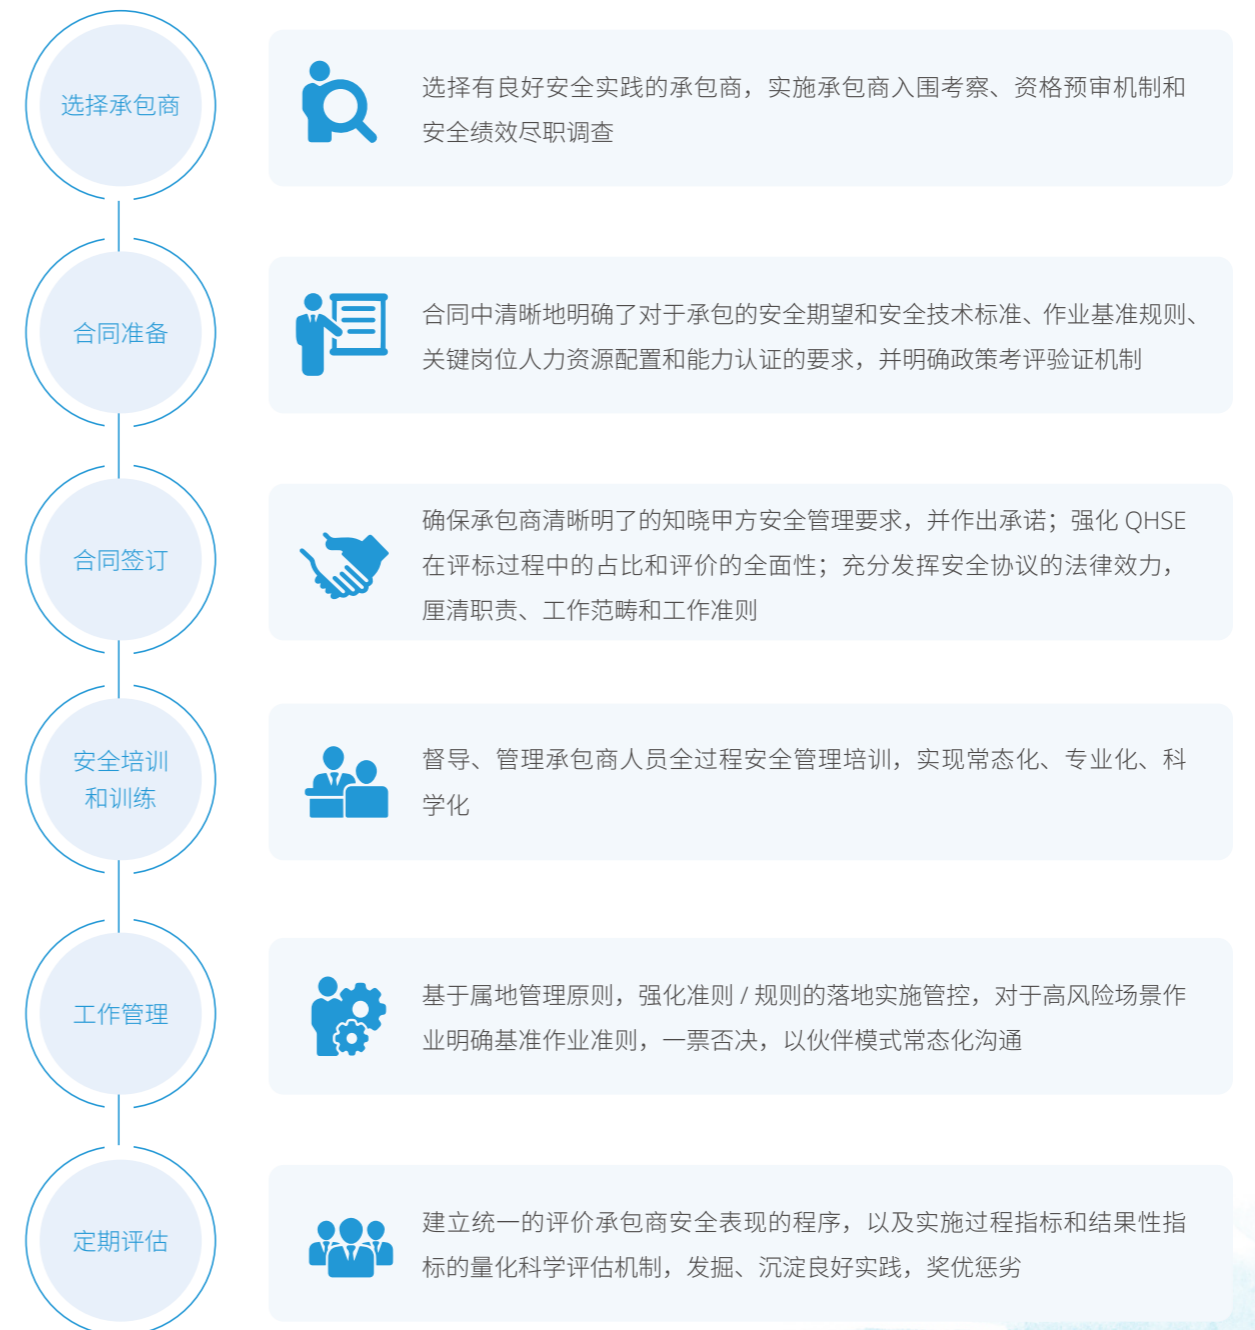 选择承包商
选择有良好安全实践的承包商，实施承包商入围考察、资格预审机制和
安全绩效尽职调查
合同准备
合同中清晰地明确了对于承包的安全期望和安全技术标准、作业基准规则、
关键岗位人力资源配置和能力认证的要求，并明确政策考评验证机制
合同签订
确保承包商清晰明了的知晓甲方安全管理要求，并作出承诺；强化 QHSE
在评标过程中的占比和评价的全面性；充分发挥安全协议的法律效力，
厘清职责、工作范畴和工作准则
安全培训
和训练
督导、管理承包商人员全过程安全管理培训，实现常态化、专业化、科
学化
工作管理
基于属地管理原则，强化准则 / 规则的落地实施管控，对于高风险场景作
业明确基准作业准则，一票否决，以伙伴模式常态化沟通
定期评估
建立统一的评价承包商安全表现的程序，以及实施过程指标和结果性指
标的量化科学评估机制，发掘、沉淀良好实践，奖优惩劣